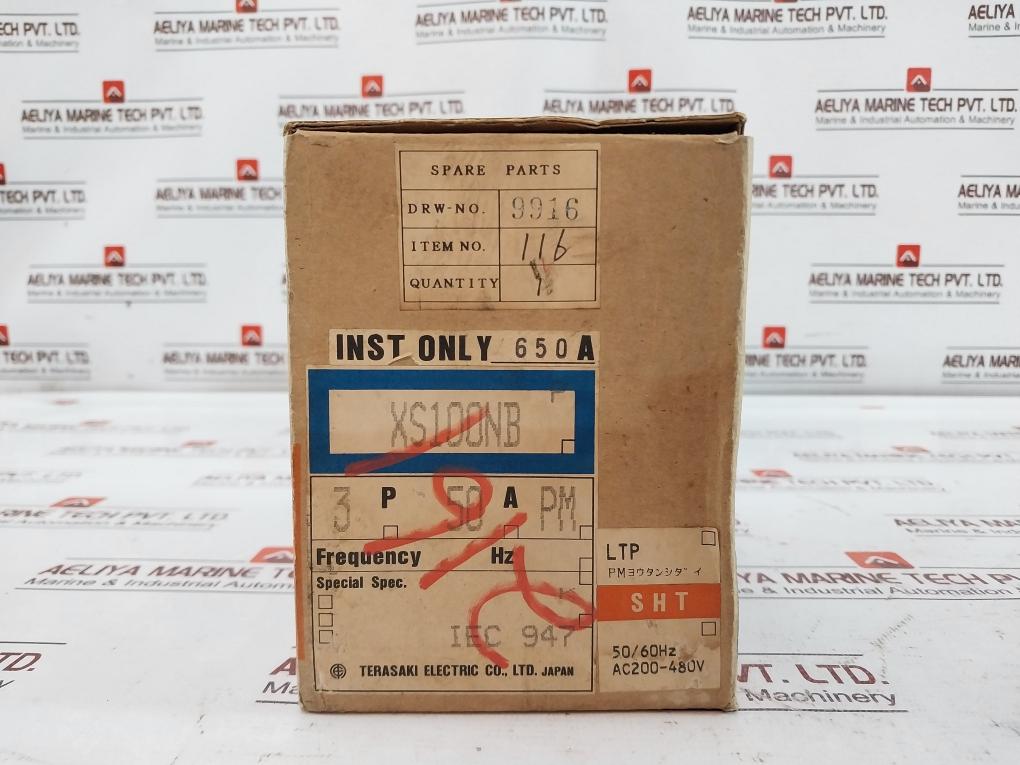 AELIYA MARINE TECH PVT. LTD.
Marine & Industrial Automation & Machinery
SPARE PARTS
DRW-NO. 9916
ITEM NO. 116
QUANTITY
INST ONLY 650 A
P
XS100NB
3 P 50 A PM
Frequency Hz
Special Spec.
K
IEC 947
TERASAKI ELECTRIC CO., LTD. JAPAN
LTP
PMヨウタンシダイ
SHT
50/60Hz
AC200-480V